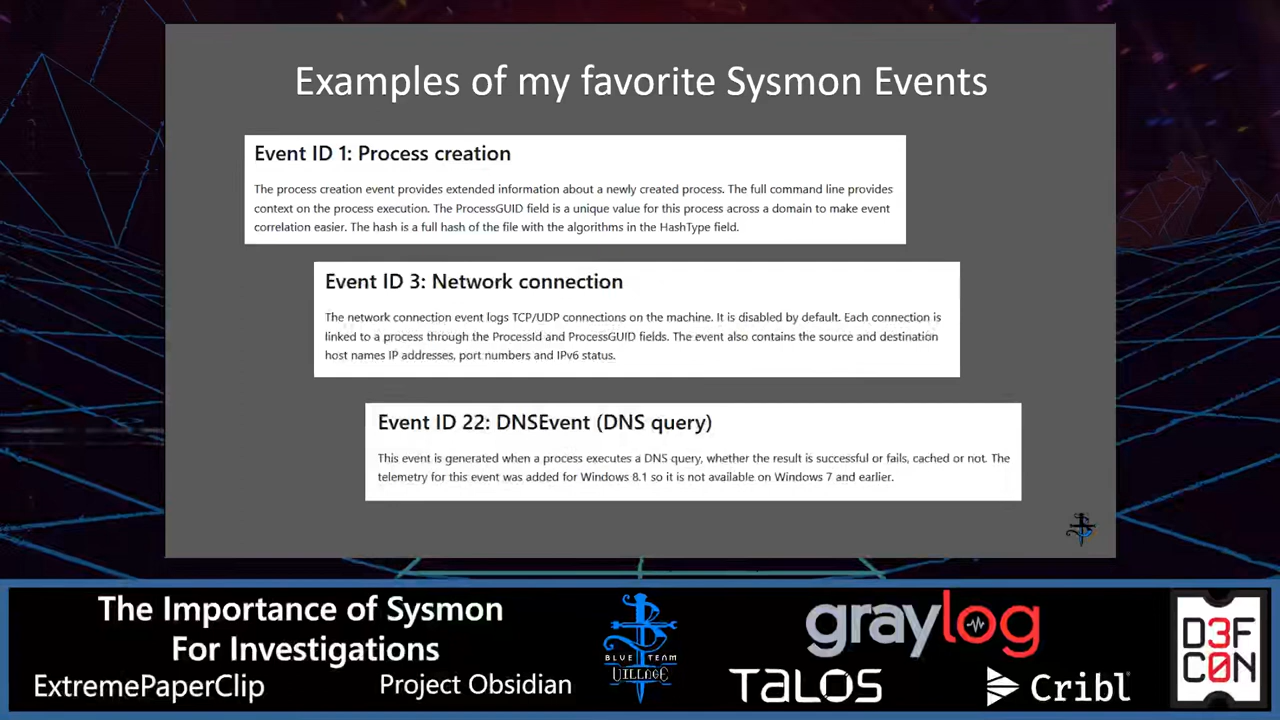 Examples of my favorite Sysmon Events
Event ID 1: Process creation
The process creation event provides extended information about a newly created process. The full command line provides
context on the process execution. The ProcessGUID field is a unique value for this process across a domain to make event
correlation easier. The hash is a full hash of the file with the algorithms in the HashType field.
Event ID 3: Network connection
The network connection event logs TCP/UDP connections on the machine. It is disabled by default. Each connection is
linked to a process through the ProcessId and ProcessGUID fields. The event also contains the source and destination
host names IP addresses, port numbers and IPv6 status.
Event ID 22: DNSEvent (DNS query)
This event is generated when a process executes a DNS query, whether the result is successful or fails, cached or not. The
telemetry for this event was added for Windows 8.1 so it is not available on Windows 7 and earlier.
The Importance of Sysmon
For Investigations
ExtremePaperClip
Project Obsidian
BLUE TEAM
VILLAGE
graylog
TALOS
Cribl
D3F
C0N